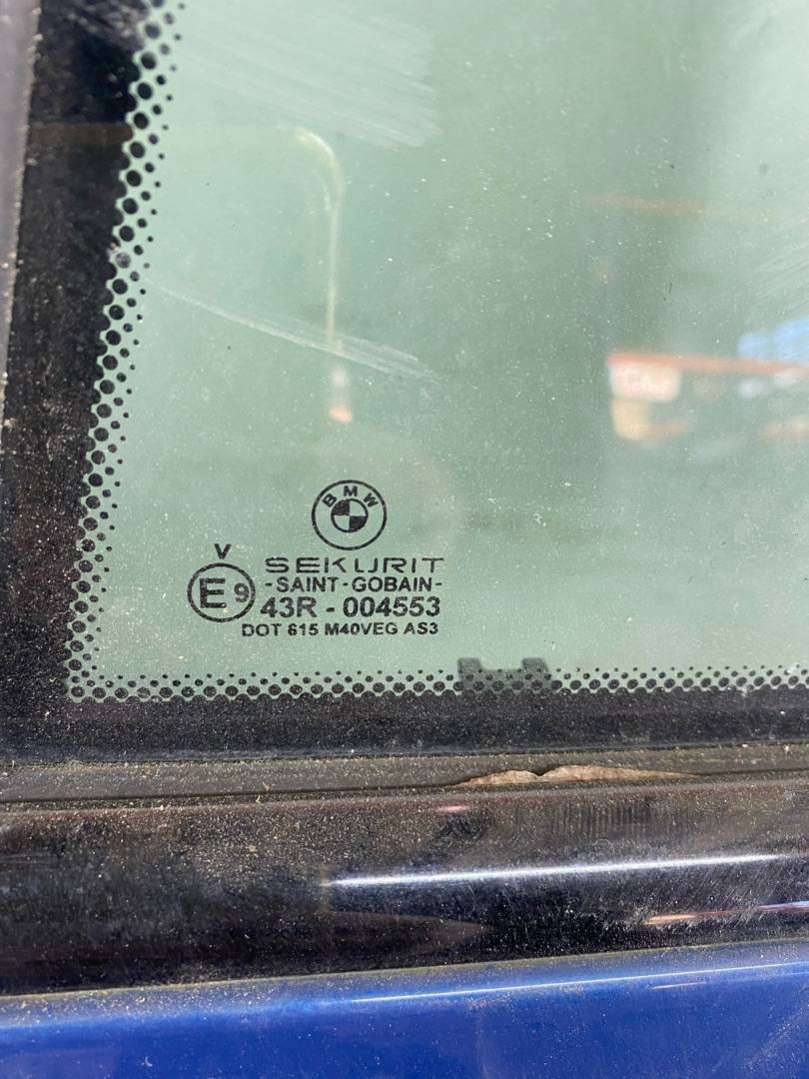 BMW
V
SEKURIT
-SAINT-GOBAIN-
E9 43R - 004553
DOT 615 M40VEG AS3